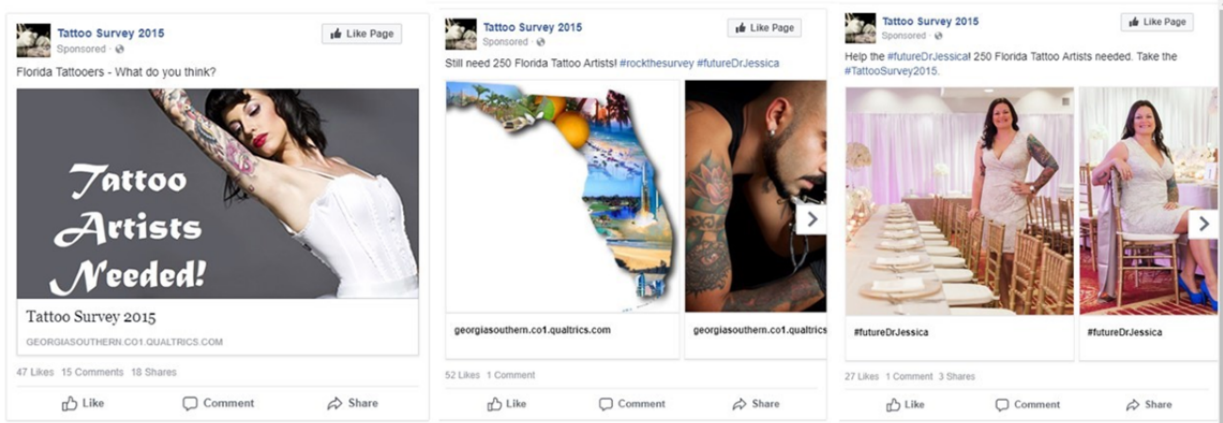 Tattoo Survey 2015
Like Page
Sponsored
Florida Tattooers - What do you think?
Tattoo
Artists
Needed!
Tattoo Survey 2015
GEORGIASOUTHERN.CO1.QUALTRICS.COM
47 Likes 15 Comments 18 Shares
Like Comment Share
Tattoo Survey 2015
Like Page
Sponsored
Still need 250 Florida Tattoo Artists! #rockthesurvey #futureDrJessica
georgiasouthern.co1.qualtrics.com
georgiasouthern.co1.qualtrics
52 Likes 1 Comment
Like Comment Share
Tattoo Survey 2015
Like Page
Sponsored
Help the #futureDrJessica! 250 Florida Tattoo Artists needed. Take the
#TattooSurvey2015.
#futureDrJessica
#futureDrJessica
27 Likes 1 Comment 3 Shares
Like Comment Share